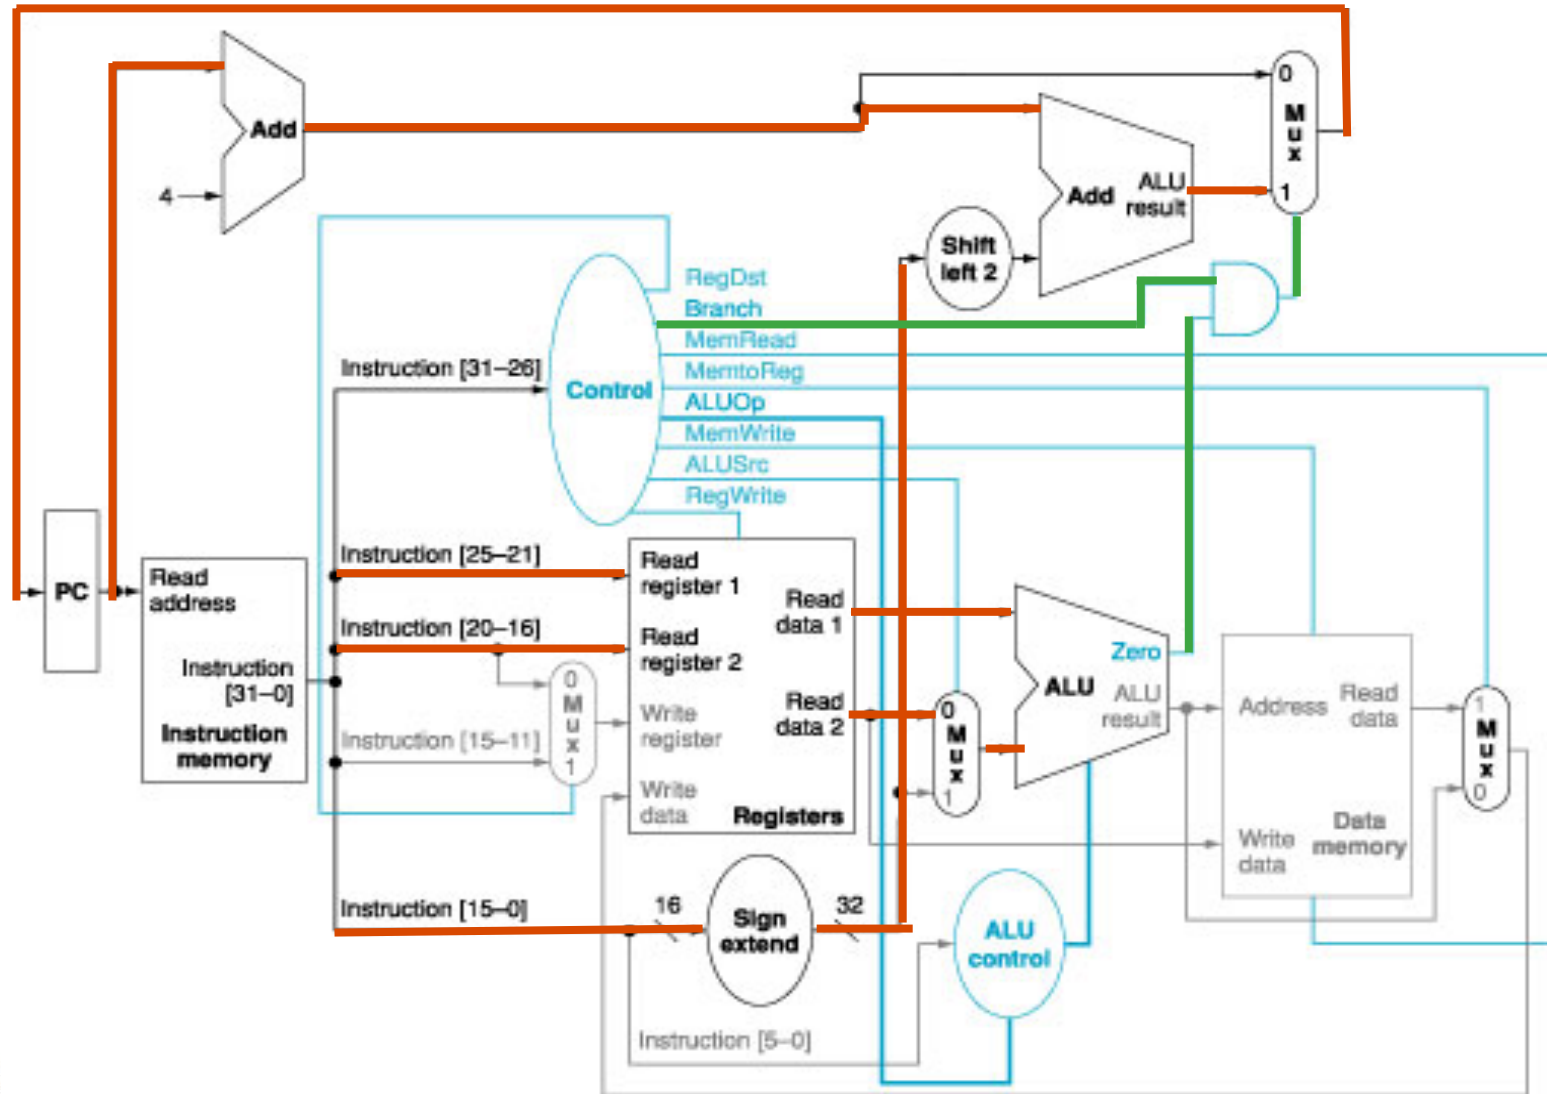 0
M
u
x
1
Add
4
Add
ALU
result
Shift
left 2
RegDst
Branch
MemRead
MemtoReg
ALUOp
MemWrite
ALUSrc
RegWrite
Control
Instruction [31–26]
Instruction [25–21]
Instruction [20–16]
Instruction [15–11]
Instruction [15–0]
Instruction [5–0]
PC
Read
address
Instruction
[31–0]
Instruction
memory
0
M
u
x
1
Read
register 1
Read
register 2
Write
register
Write
data
Read
data 1
Read
data 2
Registers
0
M
u
x
1
Zero
ALU
ALU
result
Address
Read
data
Write
data
Data
memory
1
M
u
x
0
16
Sign
extend
32
ALU
control